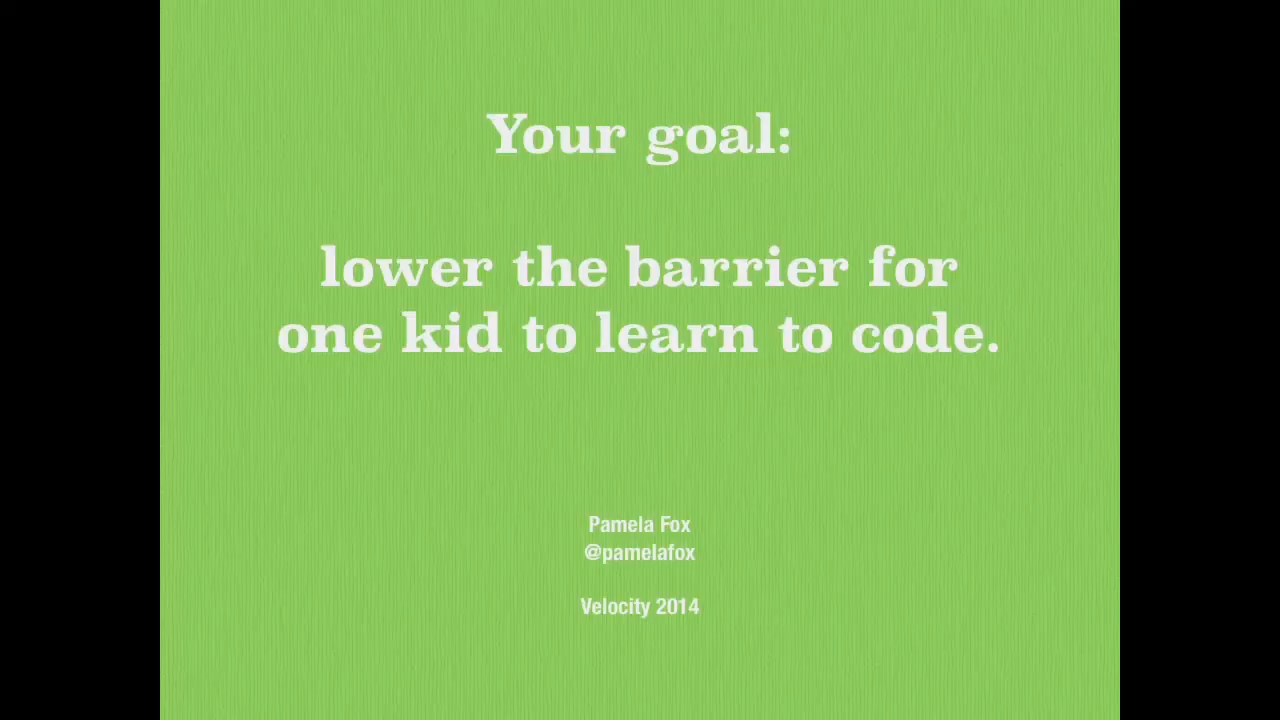 Your goal:
lower the barrier for
one kid to learn to code.
Pamela Fox
@pamelafox
Velocity 2014